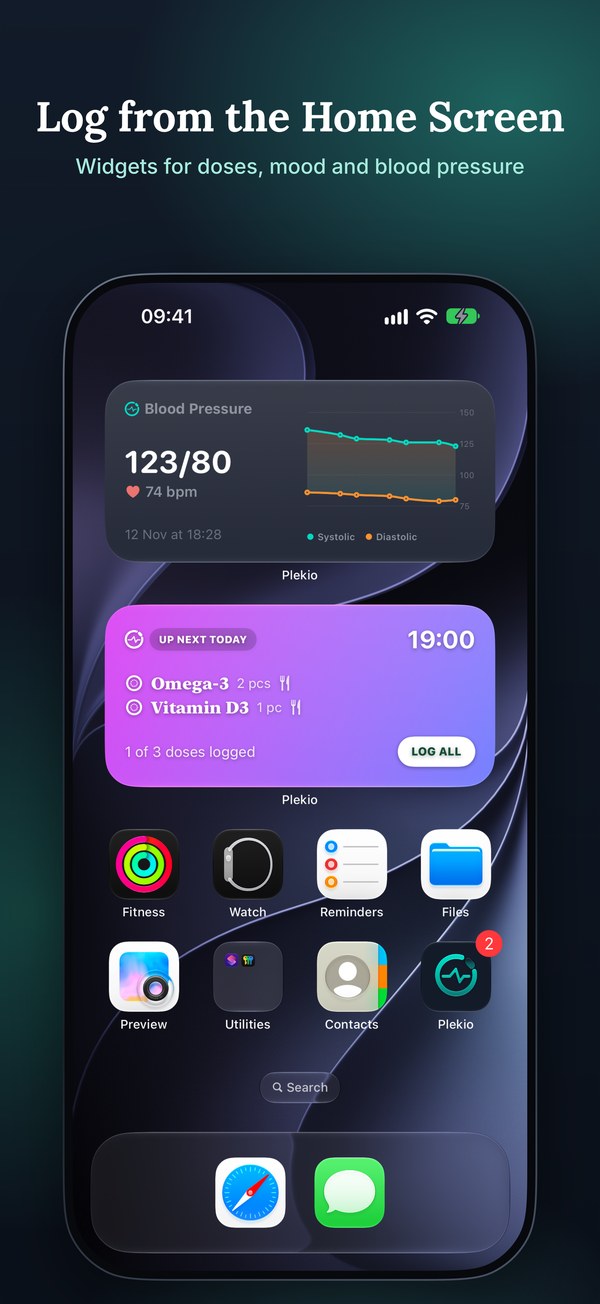 Log from the Home Screen
Widgets for doses, mood and blood pressure
09:41
Blood Pressure
123/80
74 bpm
12 Nov at 18:28
150
125
100
75
Systolic Diastolic
Plekio
UP NEXT TODAY 19:00
Omega-3 2 pcs
Vitamin D3 1 pc
1 of 3 doses logged LOG ALL
Plekio
Fitness Watch Reminders Files
2
Preview Utilities Contacts Plekio
Search